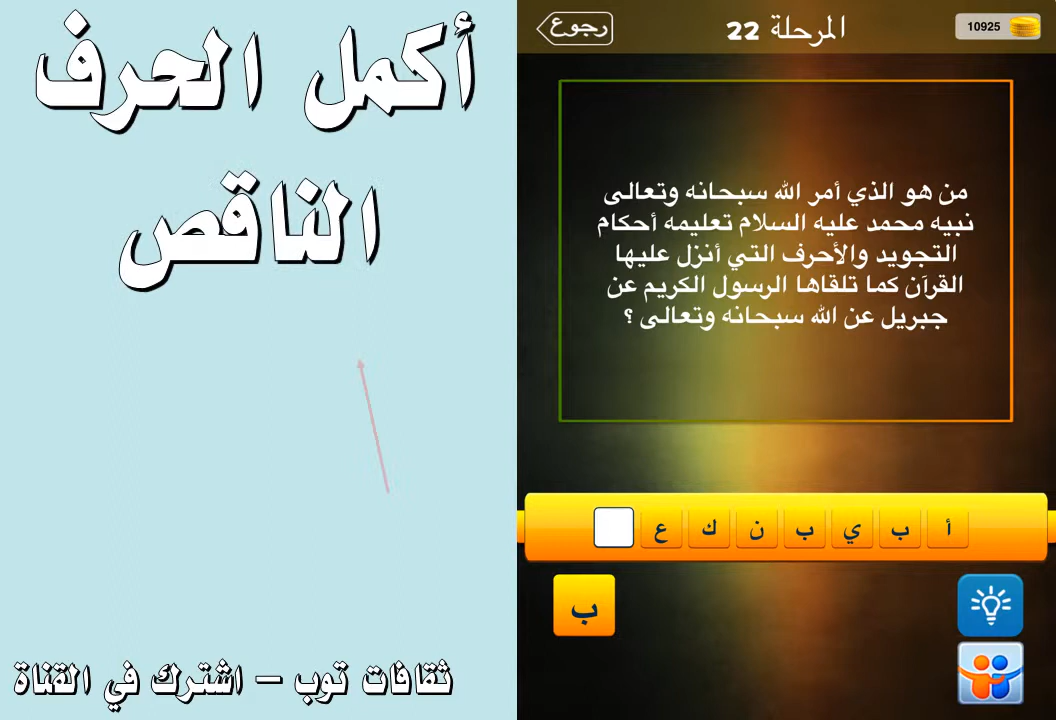 أكمل الحرف
الناقص
ثقافات توب – اشترك في القناة
رجوع
المرحلة 22
10925
من هو الذي أمر الله سبحانه وتعالى
نبيه محمد عليه السلام تعليمه أحكام
التجويد والأحرف التي أنزل عليها
القرآن كما تلقاها الرسول الكريم عن
جبريل عن الله سبحانه وتعالى ؟
أ ب ي ب ن ك ع
ب